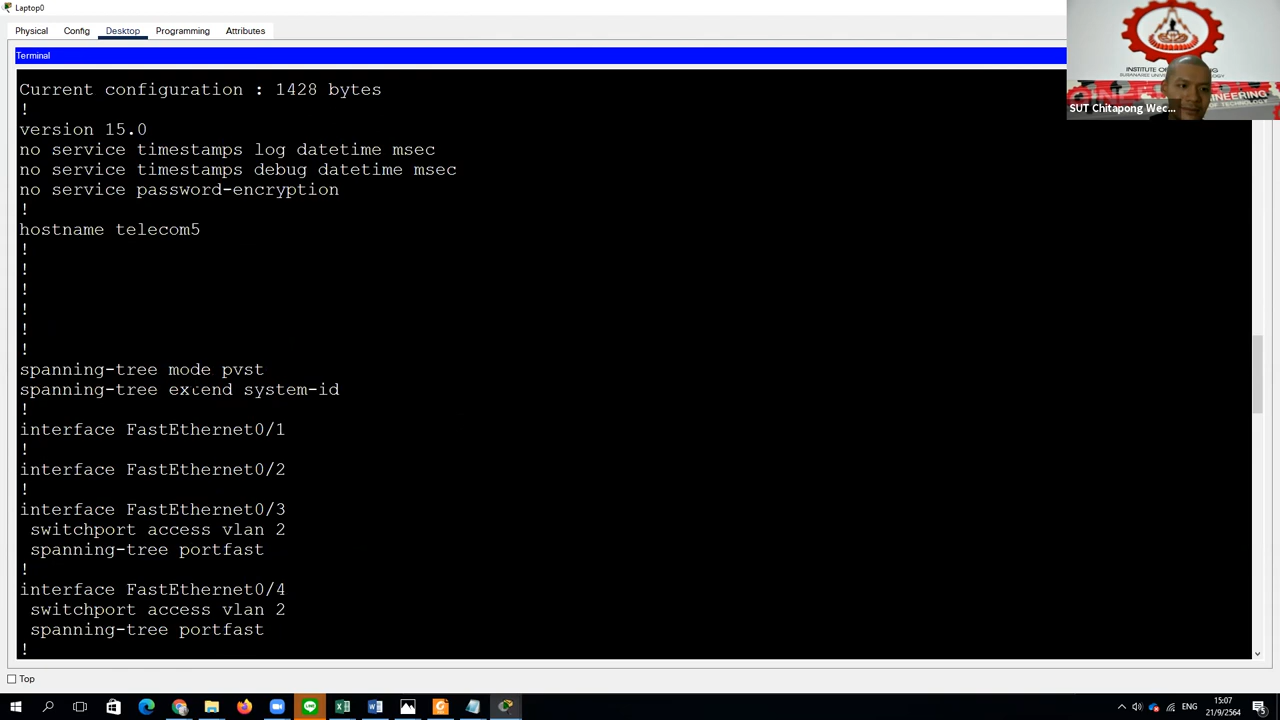 Laptop0
Physical
Config
Desktop
Programming
Attributes
Terminal
Current configuration : 1428 bytes
!
version 15.0
no service timestamps log datetime msec
no service timestamps debug datetime msec
no service password-encryption
!
hostname telecom5
!
!
!
!
!
!
spanning-tree mode pvst
spanning-tree extend system-id
!
interface FastEthernet0/1
!
interface FastEthernet0/2
!
interface FastEthernet0/3
switchport access vlan 2
spanning-tree portfast
!
interface FastEthernet0/4
switchport access vlan 2
spanning-tree portfast
!
INSTITUTE OF
SUT Chitapong Wec...
Top
ENG
15:07
21/9/2564
5